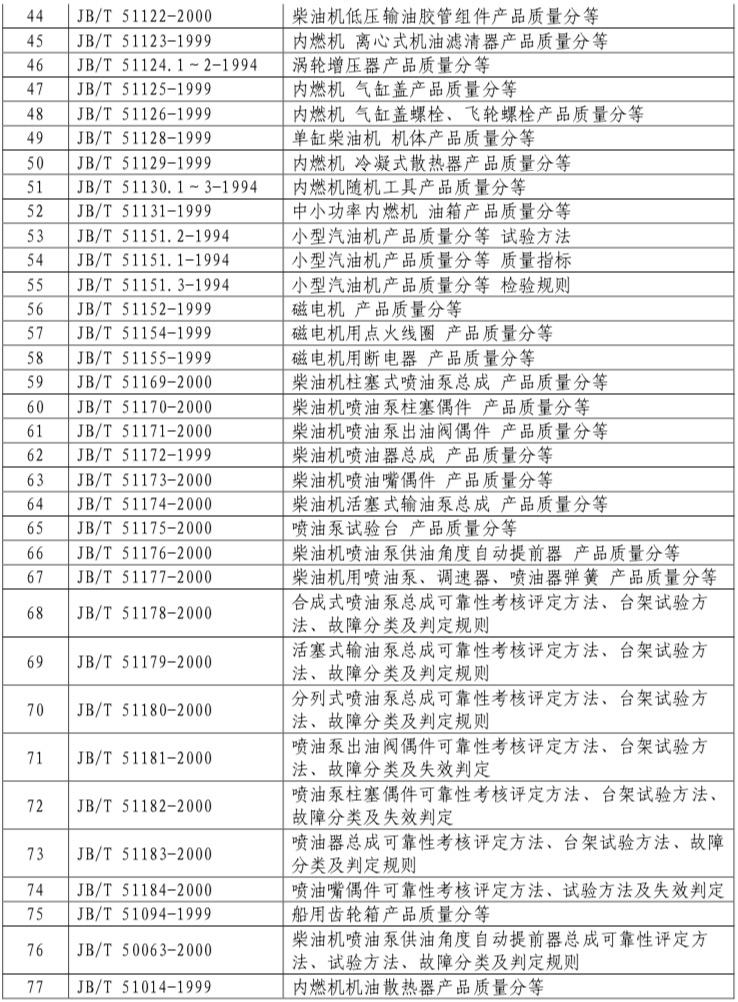 44 JB/T 51122-2000 柴油机低压输油胶管组件产品质量分等
45 JB/T 51123-1999 内燃机 离心式机油滤清器产品质量分等
46 JB/T 51124.1～2-1994 涡轮增压器产品质量分等
47 JB/T 51125-1999 内燃机 气缸盖产品质量分等
48 JB/T 51126-1999 内燃机 气缸盖螺栓、飞轮螺栓产品质量分等
49 JB/T 51128-1999 单缸柴油机 机体产品质量分等
50 JB/T 51129-1999 内燃机 冷凝式散热器产品质量分等
51 JB/T 51130.1～3-1994 内燃机随机工具产品质量分等
52 JB/T 51131-1999 中小功率内燃机 油箱产品质量分等
53 JB/T 51151.2-1994 小型汽油机产品质量分等 试验方法
54 JB/T 51151.1-1994 小型汽油机产品质量分等 质量指标
55 JB/T 51151.3-1994 小型汽油机产品质量分等 检验规则
56 JB/T 51152-1999 磁电机 产品质量分等
57 JB/T 51154-1999 磁电机用点火线圈 产品质量分等
58 JB/T 51155-1999 磁电机用断电器 产品质量分等
59 JB/T 51169-2000 柴油机柱塞式喷油泵总成 产品质量分等
60 JB/T 51170-2000 柴油机喷油泵柱塞偶件 产品质量分等
61 JB/T 51171-2000 柴油机喷油泵出油阀偶件 产品质量分等
62 JB/T 51172-1999 柴油机喷油器总成 产品质量分等
63 JB/T 51173-2000 柴油机喷油嘴偶件 产品质量分等
64 JB/T 51174-2000 柴油机活塞式输油泵总成 产品质量分等
65 JB/T 51175-2000 喷油泵试验台 产品质量分等
66 JB/T 51176-2000 柴油机喷油泵供油角度自动提前器 产品质量分等
67 JB/T 51177-2000 柴油机用喷油泵、调速器、喷油器弹簧 产品质量分等
68 JB/T 51178-2000 合成式喷油泵总成可靠性考核评定方法、台架试验方
法、故障分类及判定规则
69 JB/T 51179-2000 活塞式输油泵总成可靠性考核评定方法、台架试验方
法、故障分类及判定规则
70 JB/T 51180-2000 分列式喷油泵总成可靠性考核评定方法、台架试验方
法、故障分类及判定规则
71 JB/T 51181-2000 喷油泵出油阀偶件可靠性考核评定方法、台架试验方
法、故障分类及失效判定
72 JB/T 51182-2000 喷油泵柱塞偶件可靠性考核评定方法、台架试验方法、
故障分类及失效判定
73 JB/T 51183-2000 喷油器总成可靠性考核评定方法、台架试验方法、故障
分类及判定规则
74 JB/T 51184-2000 喷油嘴偶件可靠性考核评定方法、试验方法及失效判定
75 JB/T 51094-1999 船用齿轮箱产品质量分等
76 JB/T 50063-2000 柴油机喷油泵供油角度自动提前器总成可靠性评定方
法、试验方法、故障分类及判定规则
77 JB/T 51014-1999 内燃机机油散热器产品质量分等